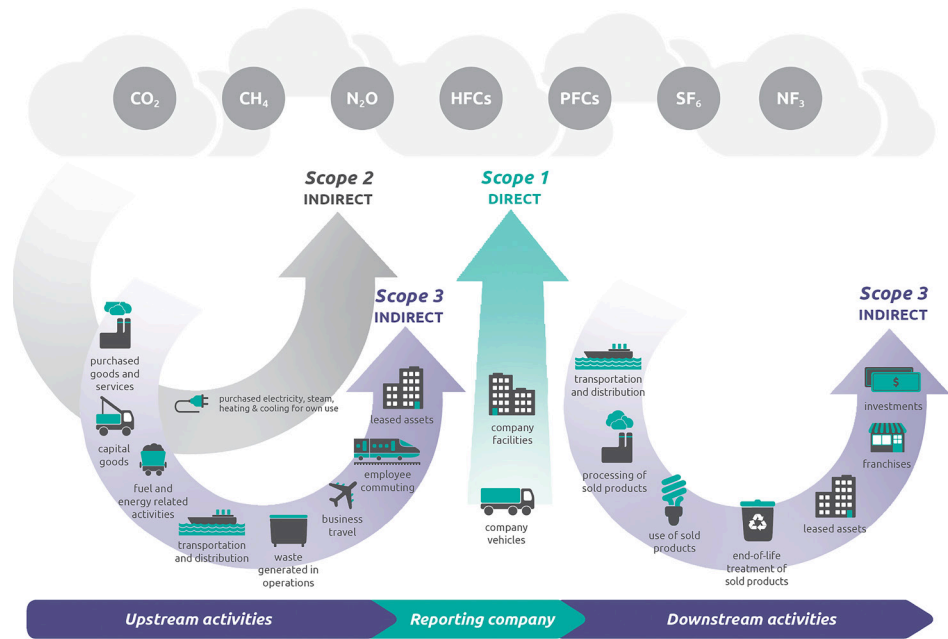 CO₂
CH₄
N₂O
HFCs
PFCs
SF₆
NF₃
Scope 2
INDIRECT
Scope 1
DIRECT
Scope 3
INDIRECT
Scope 3
INDIRECT
purchased
goods and
services
capital
goods
fuel and
energy related
activities
transportation
and distribution
waste
generated in
operations
business
travel
employee
commuting
leased assets
purchased electricity, steam,
heating & cooling for own use
company
facilities
company
vehicles
transportation
and distribution
processing of
sold products
use of sold
products
end-of-life
treatment of
sold products
leased assets
franchises
$
investments
Upstream activities
Reporting company
Downstream activities